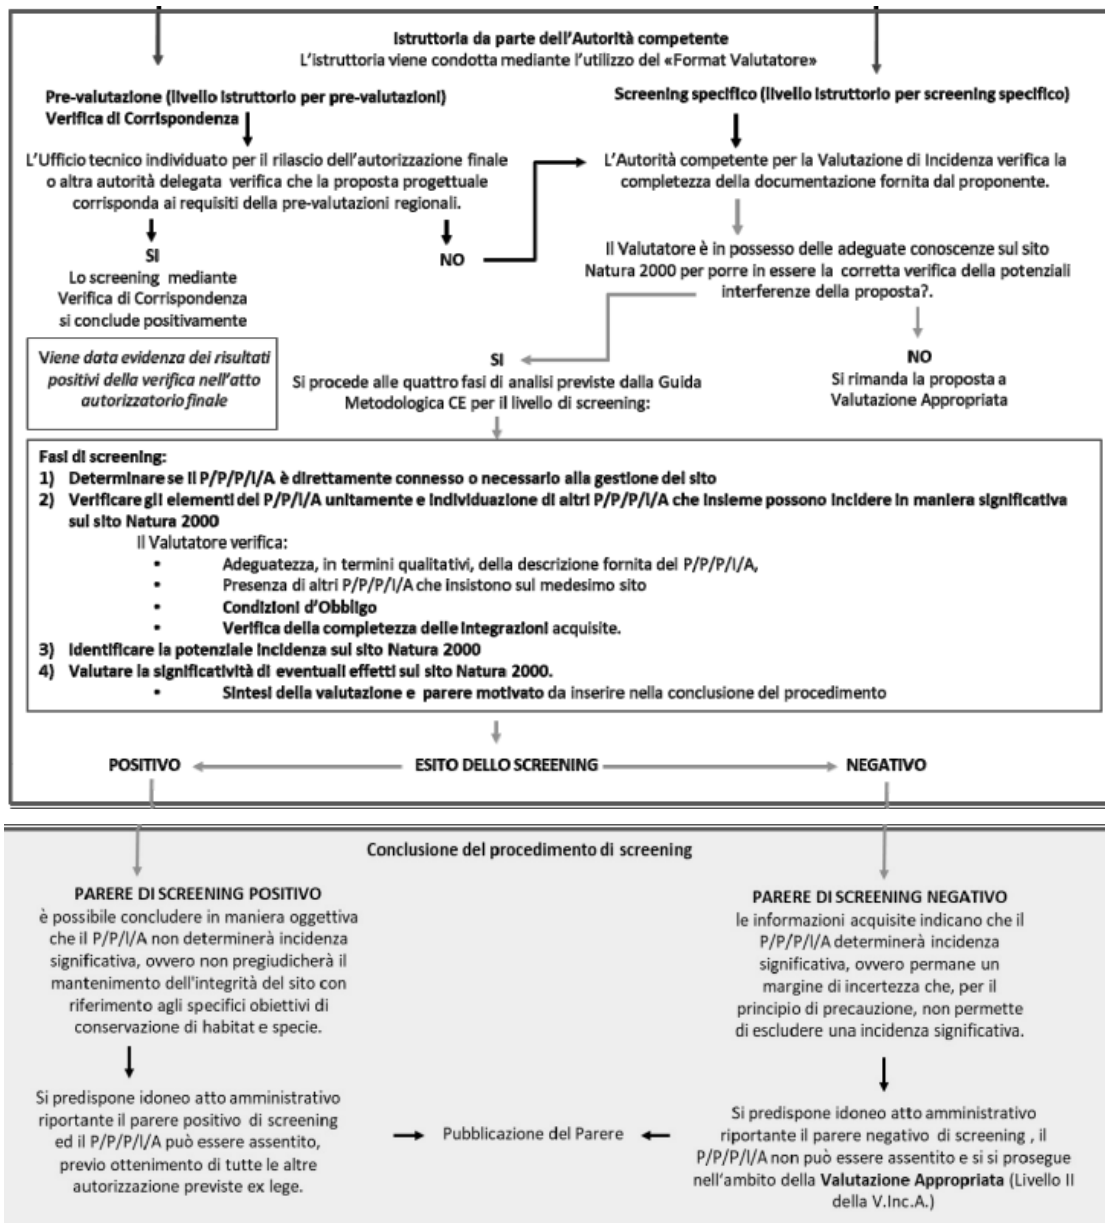 Istruttoria da parte dell'Autorità competente
L'istruttoria viene condotta mediante l'utilizzo del «Format Valutatore»
Pre-valutazione (livello istruttorio per pre-valutazioni)
Verifica di Corrispondenza
L'Ufficio tecnico individuato per il rilascio dell'autorizzazione finale
o altra autorità delegata verifica che la proposta progettuale
corrisponda ai requisiti della pre-valutazioni regionali.
SI
Lo screening mediante
Verifica di Corrispondenza
si conclude positivamente
NO
Viene data evidenza dei risultati
positivi della verifica nell'atto
autorizzatorio finale
Screening specifico (livello istruttorio per screening specifico)
L'Autorità competente per la Valutazione di Incidenza verifica la
completezza della documentazione fornita dal proponente.
Il Valutatore è in possesso delle adeguate conoscenze sul sito
Natura 2000 per porre in essere la corretta verifica della potenziali
interferenze della proposta?.
SI
Si procede alle quattro fasi di analisi previste dalla Guida
Metodologica CE per il livello di screening:
NO
Si rimanda la proposta a
Valutazione Appropriata
Fasi di screening:
1) Determinare se il P/P/P/I/A è direttamente connesso o necessario alla gestione del sito
2) Verificare gli elementi del P/P/I/A unitamente e individuazione di altri P/P/P/I/A che insieme possono incidere in maniera significativa
sul sito Natura 2000
Il Valutatore verifica:
• Adeguatezza, in termini qualitativi, della descrizione fornita del P/P/P/I/A,
• Presenza di altri P/P/P/I/A che insistono sul medesimo sito
• Condizioni d'Obbligo
• Verifica della completezza delle integrazioni acquisite.
3) Identificare la potenziale incidenza sul sito Natura 2000
4) Valutare la significatività di eventuali effetti sul sito Natura 2000.
• Sintesi della valutazione e parere motivato da inserire nella conclusione del procedimento
POSITIVO ESITO DELLO SCREENING NEGATIVO
Conclusione del procedimento di screening
PARERE DI SCREENING POSITIVO
è possibile concludere in maniera oggettiva
che il P/P/I/A non determinerà incidenza
significativa, ovvero non pregiudicherà il
mantenimento dell'integrità del sito con
riferimento agli specifici obiettivi di
conservazione di habitat e specie.
Si predispone idoneo atto amministrativo
riportante il parere positivo di screening
ed il P/P/P/I/A può essere assentito,
previo ottenimento di tutte le altre
autorizzazione previste ex lege.
Pubblicazione del Parere
PARERE DI SCREENING NEGATIVO
le informazioni acquisite indicano che il
P/P/P/I/A determinerà incidenza
significativa, ovvero permane un
margine di incertezza che, per il
principio di precauzione, non permette
di escludere una incidenza significativa.
Si predispone idoneo atto amministrativo
riportante il parere negativo di screening , il
P/P/P/I/A non può essere assentito e si si prosegue
nell'ambito della Valutazione Appropriata (Livello II
della V.Inc.A.)